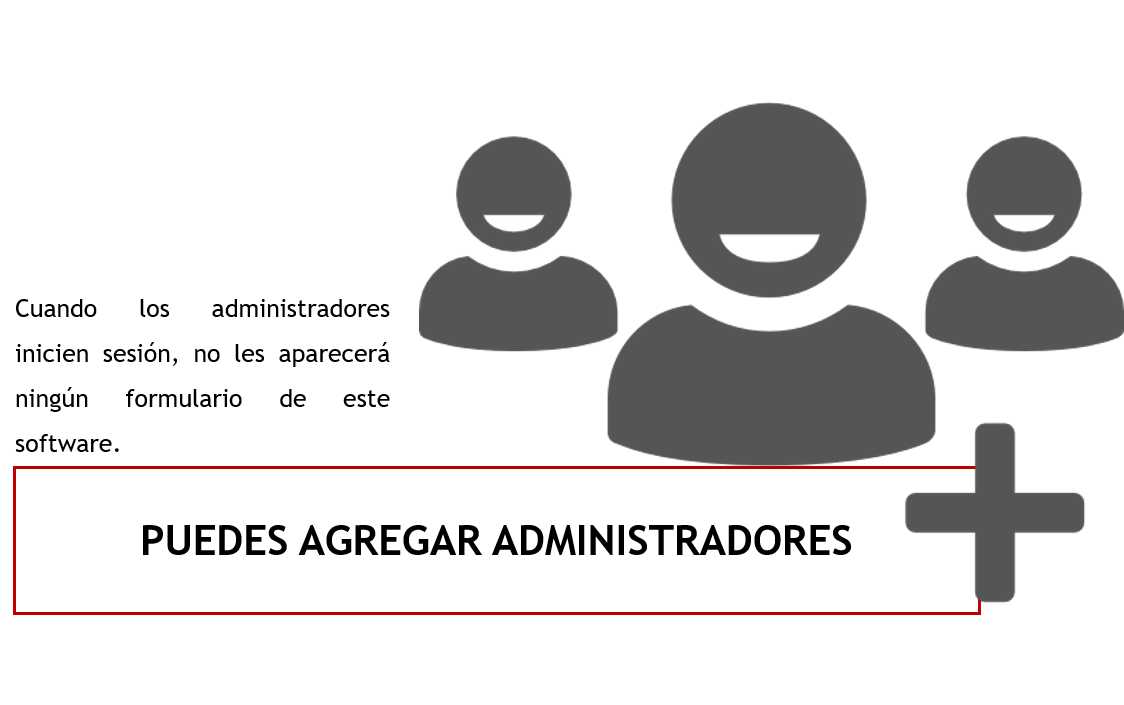 Cuando los administradores
inicien sesión, no les aparecerá
ningún formulario de este
software.
PUEDES AGREGAR ADMINISTRADORES